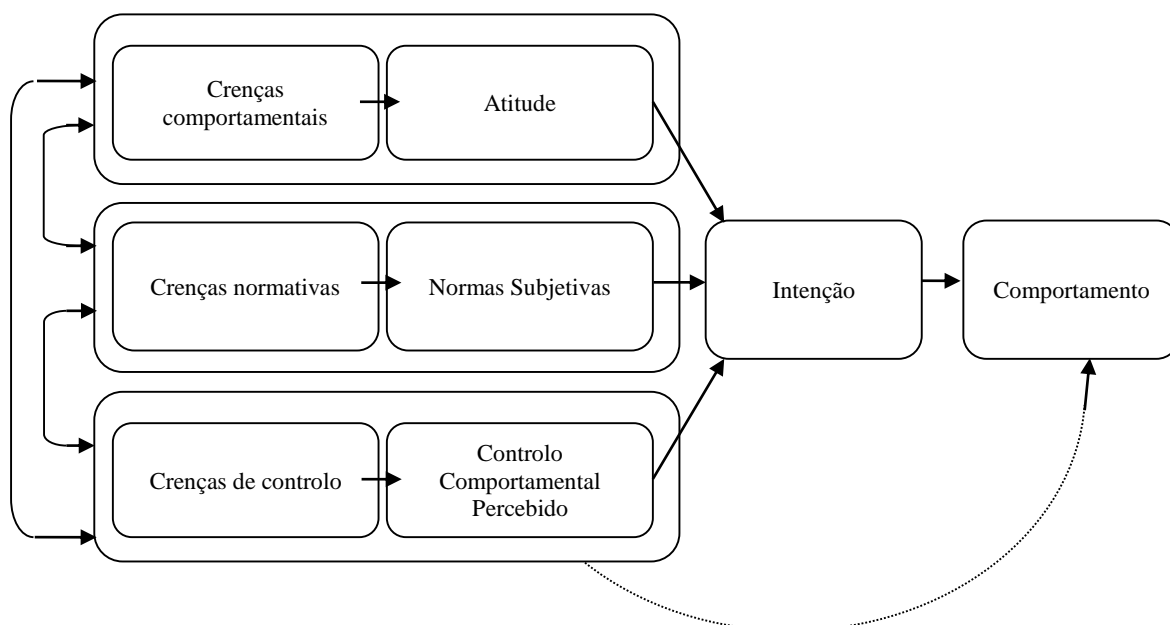 Crenças
comportamentais
Atitude
Crenças normativas
Normas Subjetivas
Intenção
Comportamento
Crenças de controlo
Controlo
Comportamental
Percebido